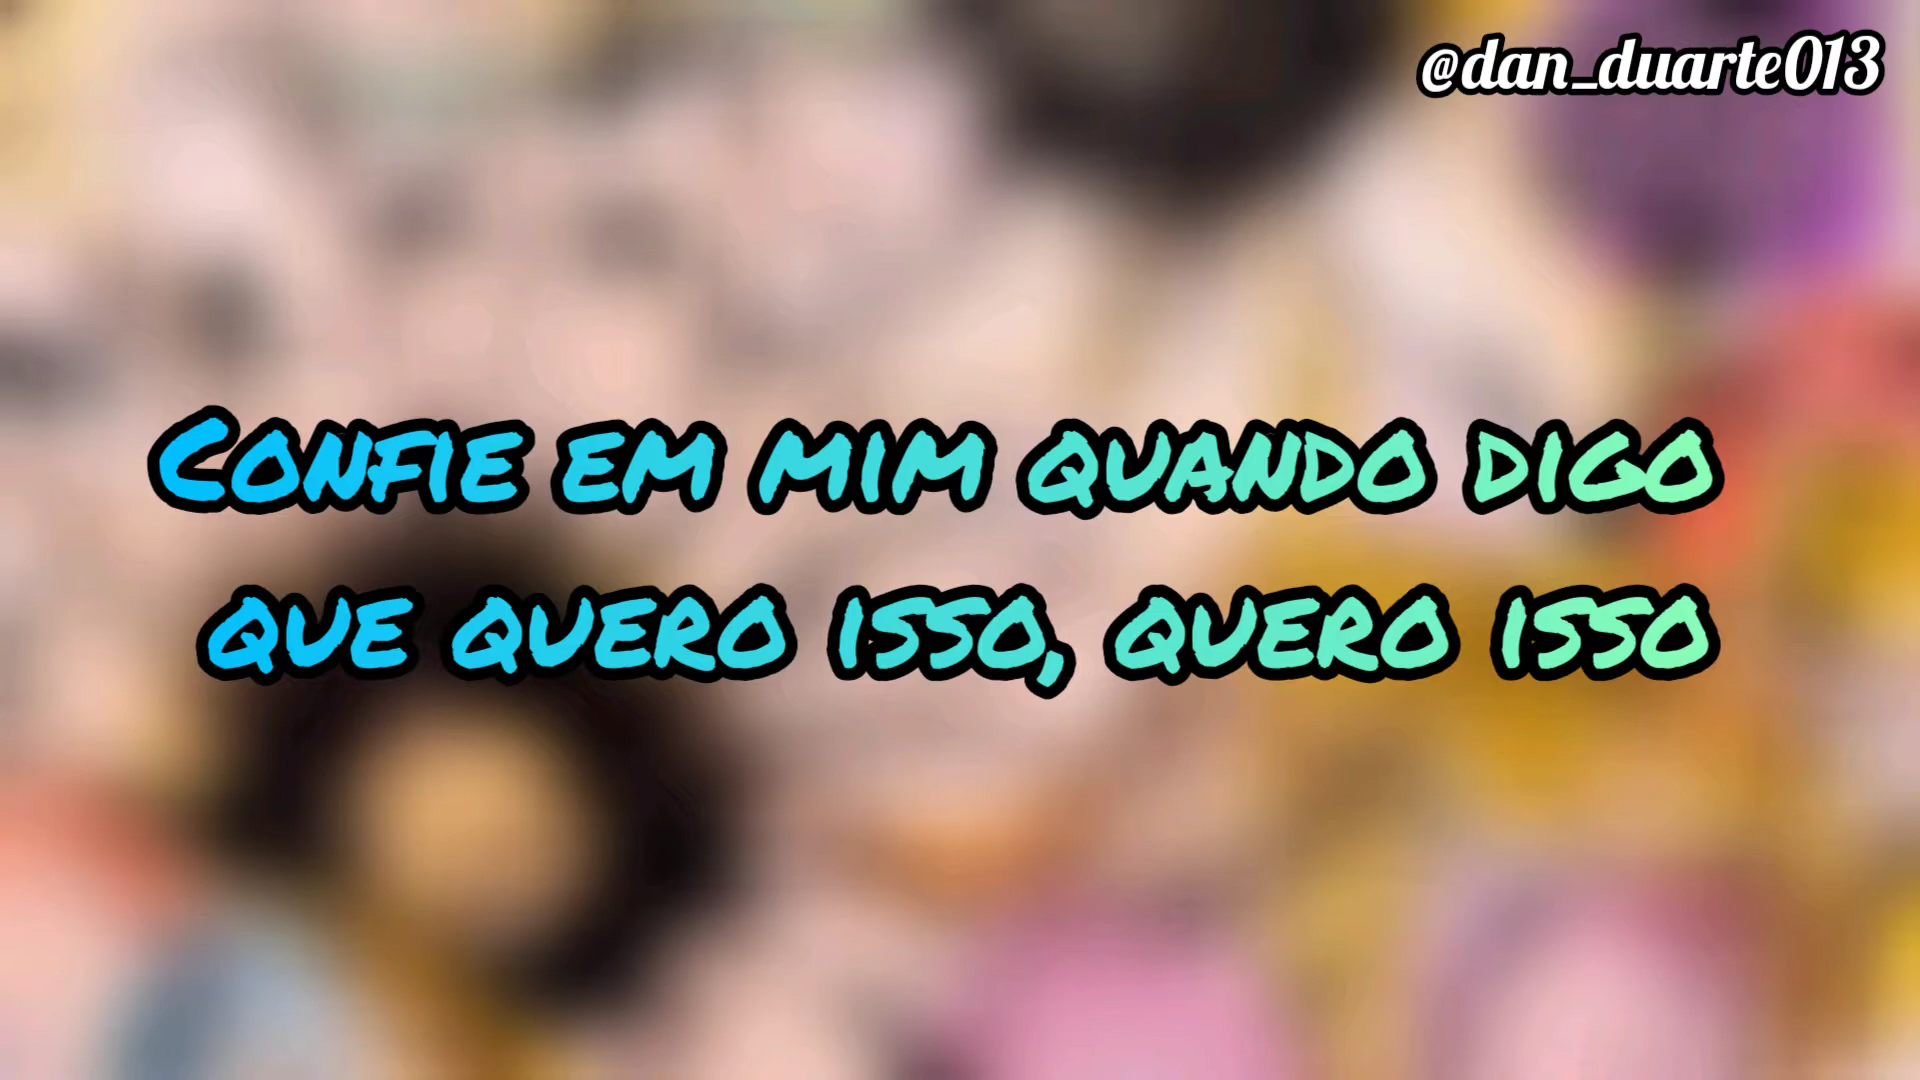 @dan_duarte013
Confie em mim quando digo
que quero isso, quero isso